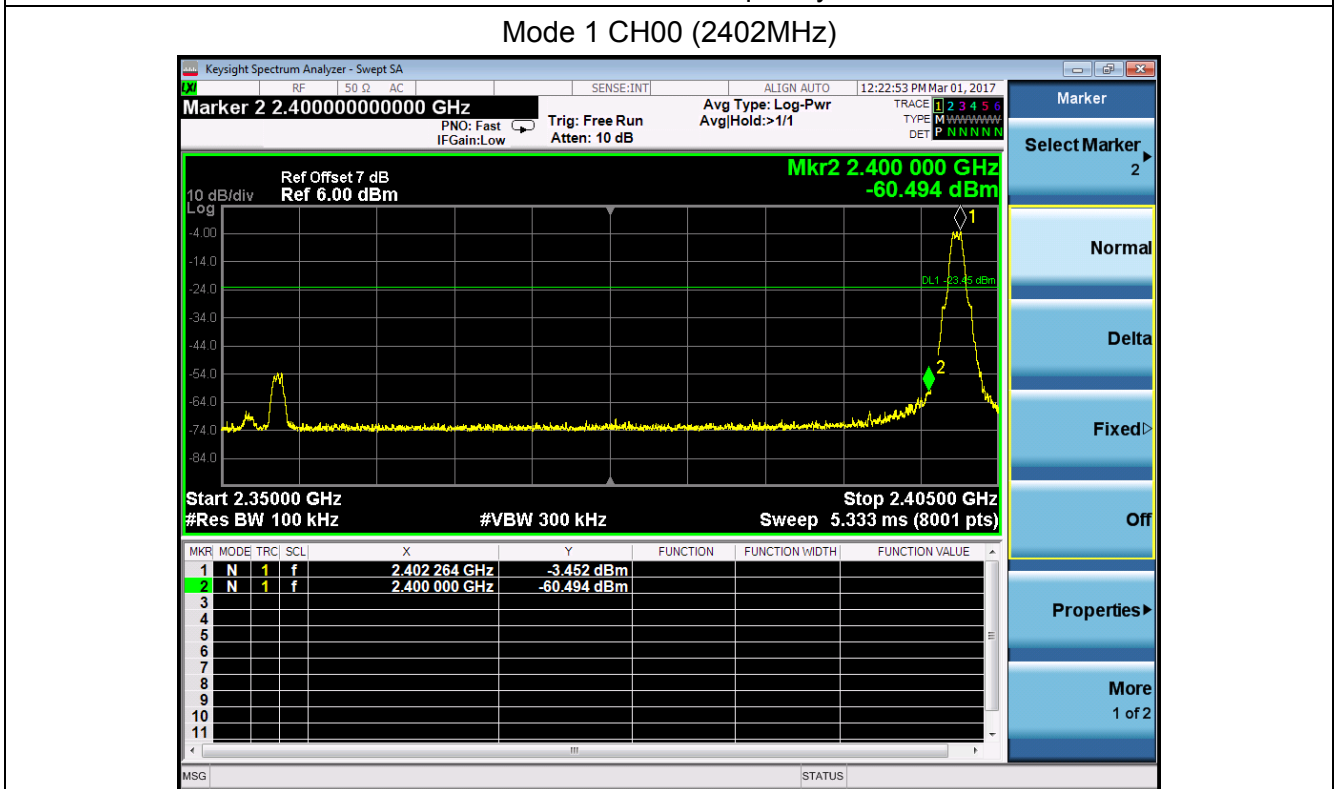 Mode 1 CH00 (2402MHz)
Keysight Spectrum Analyzer - Swept SA
LXI RF 50 Ω AC SENSE:INT ALIGN AUTO 12:22:53 PM Mar 01, 2017
Marker 2 2.400000000000 GHz
PNO: Fast
IFGain:Low
Trig: Free Run
Atten: 10 dB
Avg Type: Log-Pwr
Avg|Hold:>1/1
TRACE 1 2 3 4 5 6
TYPE M WWWWW
DET P N N N N N
Mkr2 2.400 000 GHz
-60.494 dBm
Ref Offset 7 dB
10 dB/div Ref 6.00 dBm
Log
1
-4.00
-14.0
DL1 -23.45 dBm
-24.0
-34.0
-44.0
2
-54.0
-64.0
-74.0
-84.0
Start 2.35000 GHz Stop 2.40500 GHz
#Res BW 100 kHz #VBW 300 kHz Sweep 5.333 ms (8001 pts)
MKR MODE TRC SCL X Y FUNCTION FUNCTION WIDTH FUNCTION VALUE
1 N 1 f 2.402 264 GHz -3.452 dBm
2 N 1 f 2.400 000 GHz -60.494 dBm
3
4
5
6
7
8
9
10
11
MSG STATUS
Marker
Select Marker
2
Normal
Delta
Fixed
Off
Properties
More
1 of 2